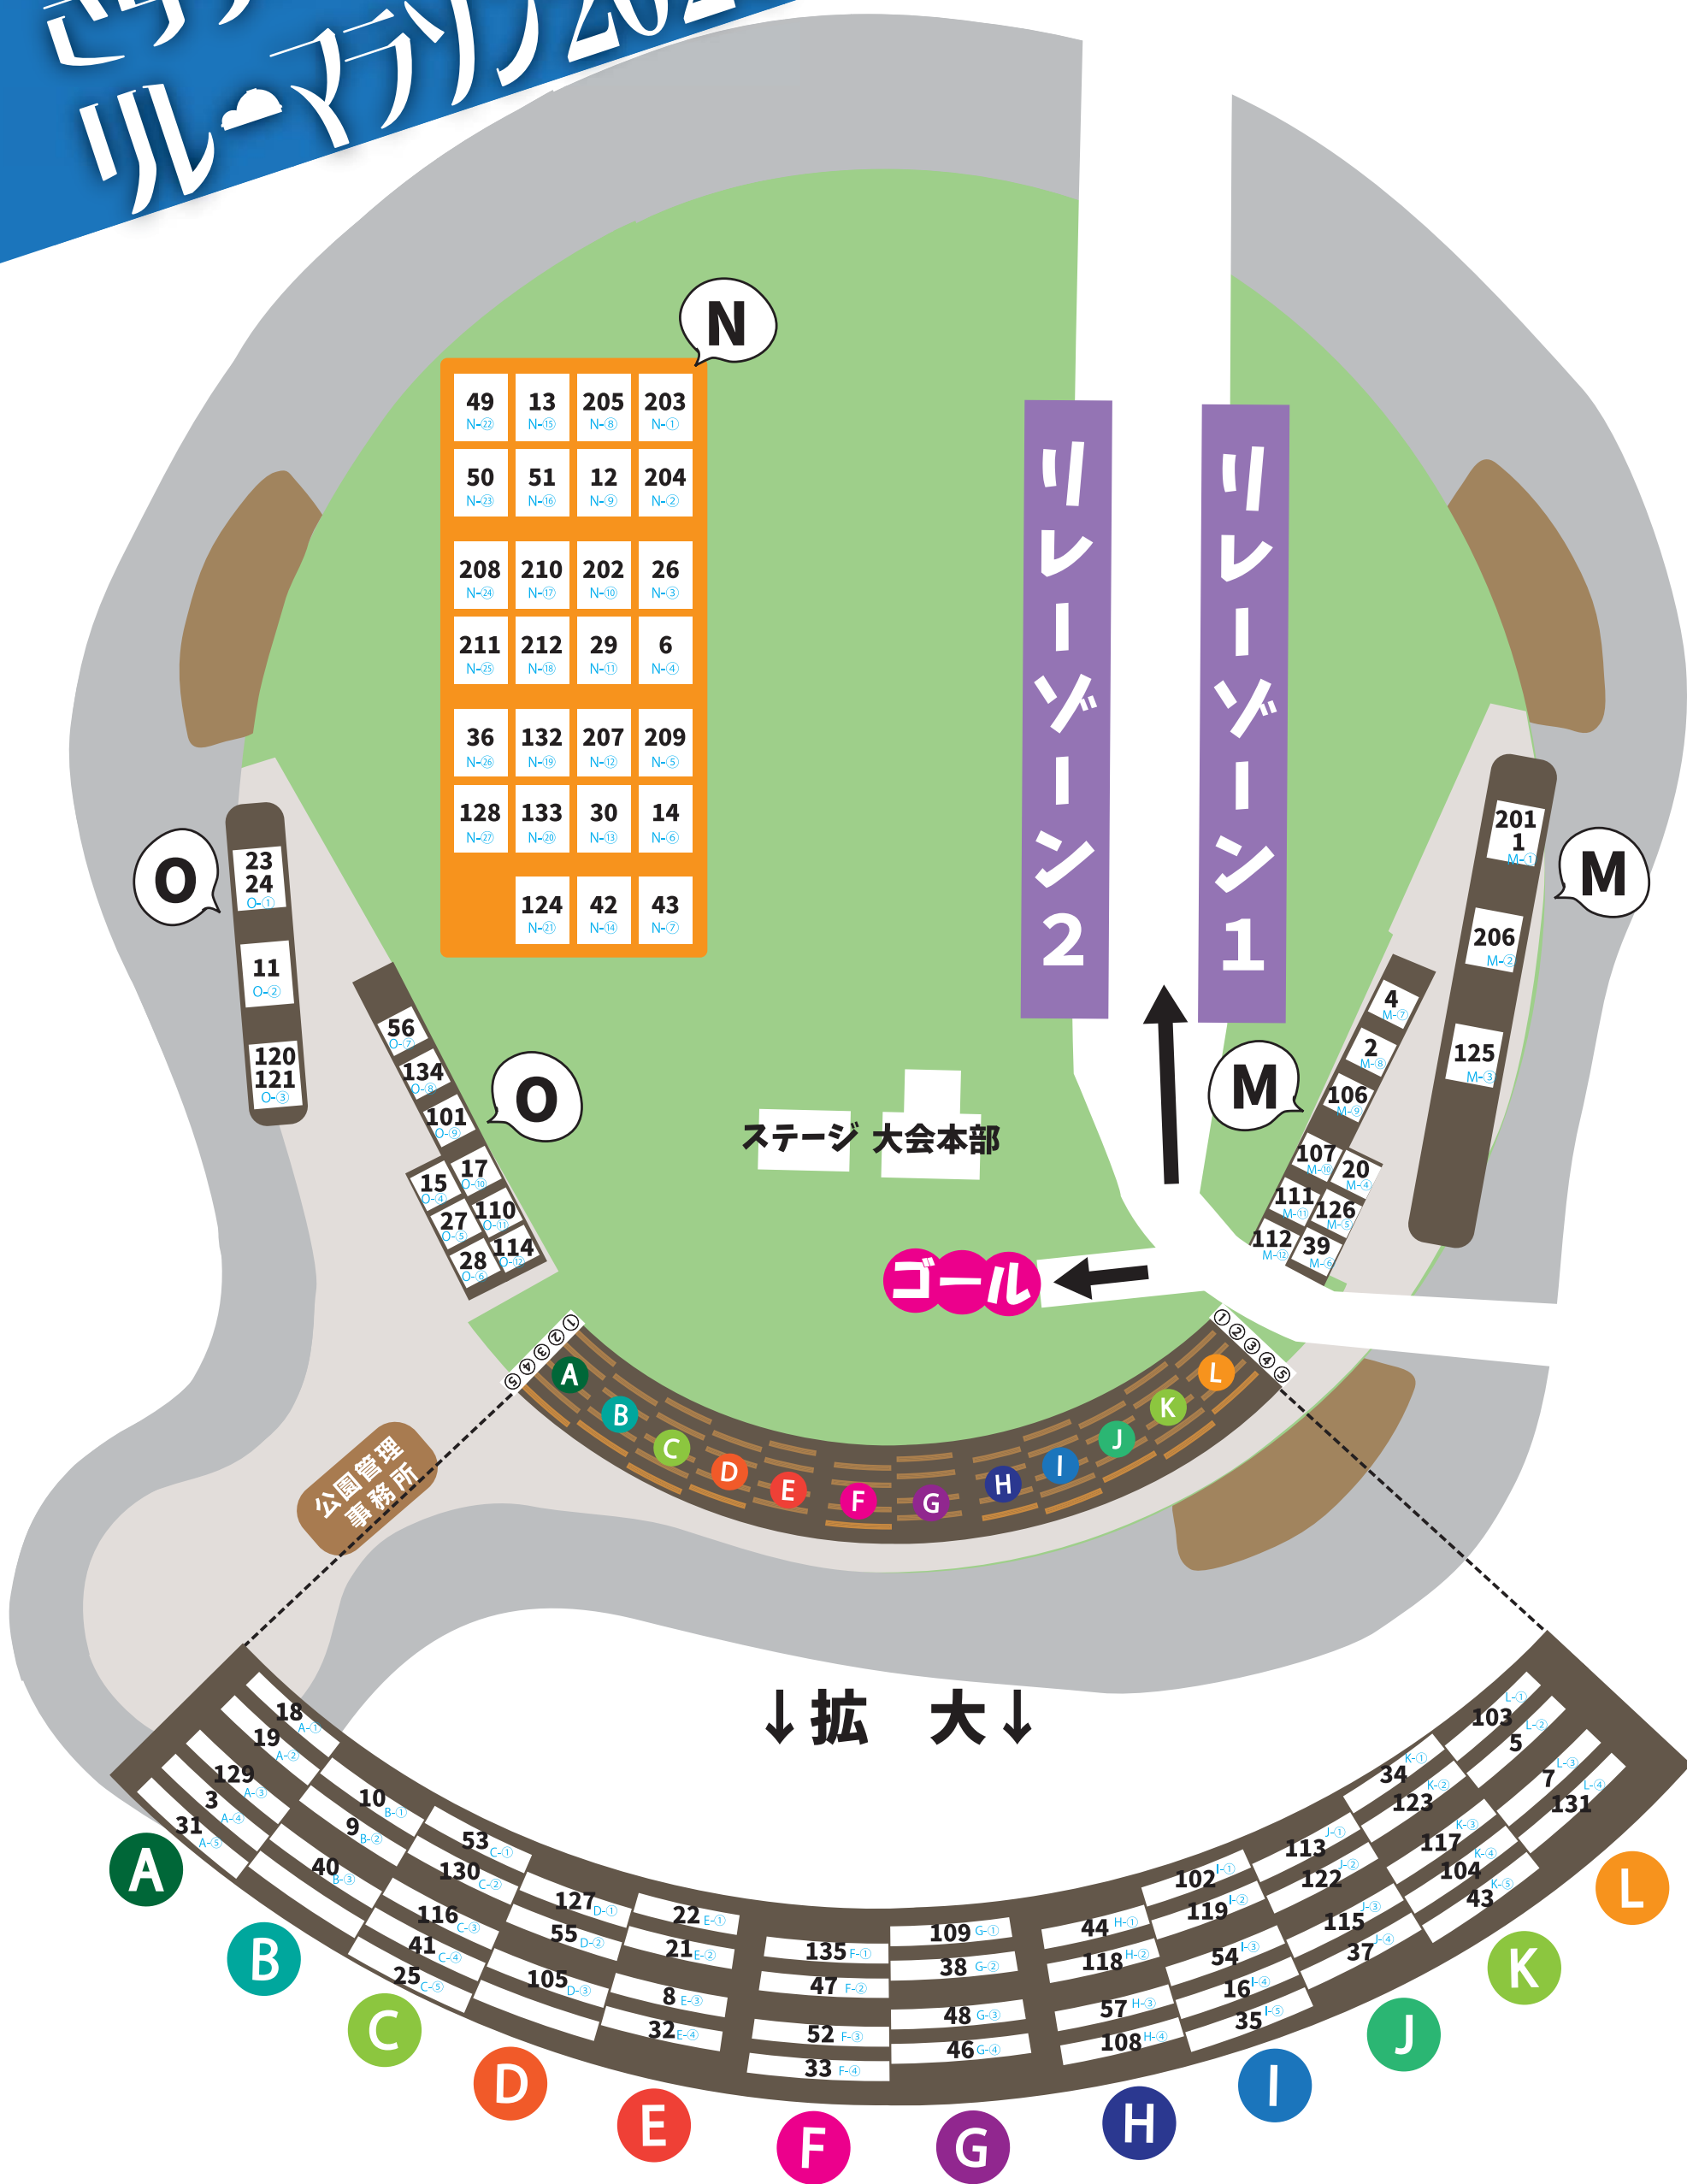 リレーマラソン202
N
49 13 205 203
N-㉒ N-⑮ N-⑧ N-①
50 51 12 204
N-㉓ N-⑯ N-⑨ N-②
208 210 202 26
N-㉔ N-⑰ N-⑩ N-③
211 212 29 6
N-㉕ N-⑱ N-⑪ N-④
36 132 207 209
N-㉖ N-⑲ N-⑫ N-⑤
128 133 30 14
N-㉗ N-⑳ N-⑬ N-⑥
124 42 43
N-㉑ N-⑭ N-⑦
リレーゾーン2
リレーゾーン1
O
23
24
O-①
11
O-②
120
121
O-③
56
O-⑦
134
O-⑧
101
O-⑨
17
O-⑩
15
O-④
110
O-⑪
27
O-⑤
114
O-⑫
28
O-⑥
O
M
201
1
M-①
206
M-②
125
M-③
M
4
M-⑦
2
M-⑧
106
M-⑨
107
M-⑩
20
M-④
111
M-⑪
126
M-⑤
112
M-⑫
39
M-⑥
ステージ 大会本部
ゴール
①②③④⑤
①②③④⑤
A B C D E F G H I J K L
公園管理
事務所
↓拡 大↓
18 A-①
19 A-②
129 A-③
3 A-④
31 A-⑤
10 B-①
9 B-②
40 B-③
53 C-①
130 C-②
116 C-③
41 C-④
25 C-⑤
127 D-①
55 D-②
105 D-③
22 E-①
21 E-②
8 E-③
32 E-④
135 F-①
47 F-②
52 F-③
33 F-④
109 G-①
38 G-②
48 G-③
46 G-④
44 H-①
118 H-②
57 H-③
108 H-④
102 I-①
119 I-②
54 I-③
16 I-④
35 I-⑤
113 J-①
122 J-②
115 J-③
37 J-④
34 K-①
123 K-②
117 K-③
104 K-④
43 K-⑤
103 L-①
5 L-②
7 L-③
131 L-④
A
B
C
D
E
F
G
H
I
J
K
L